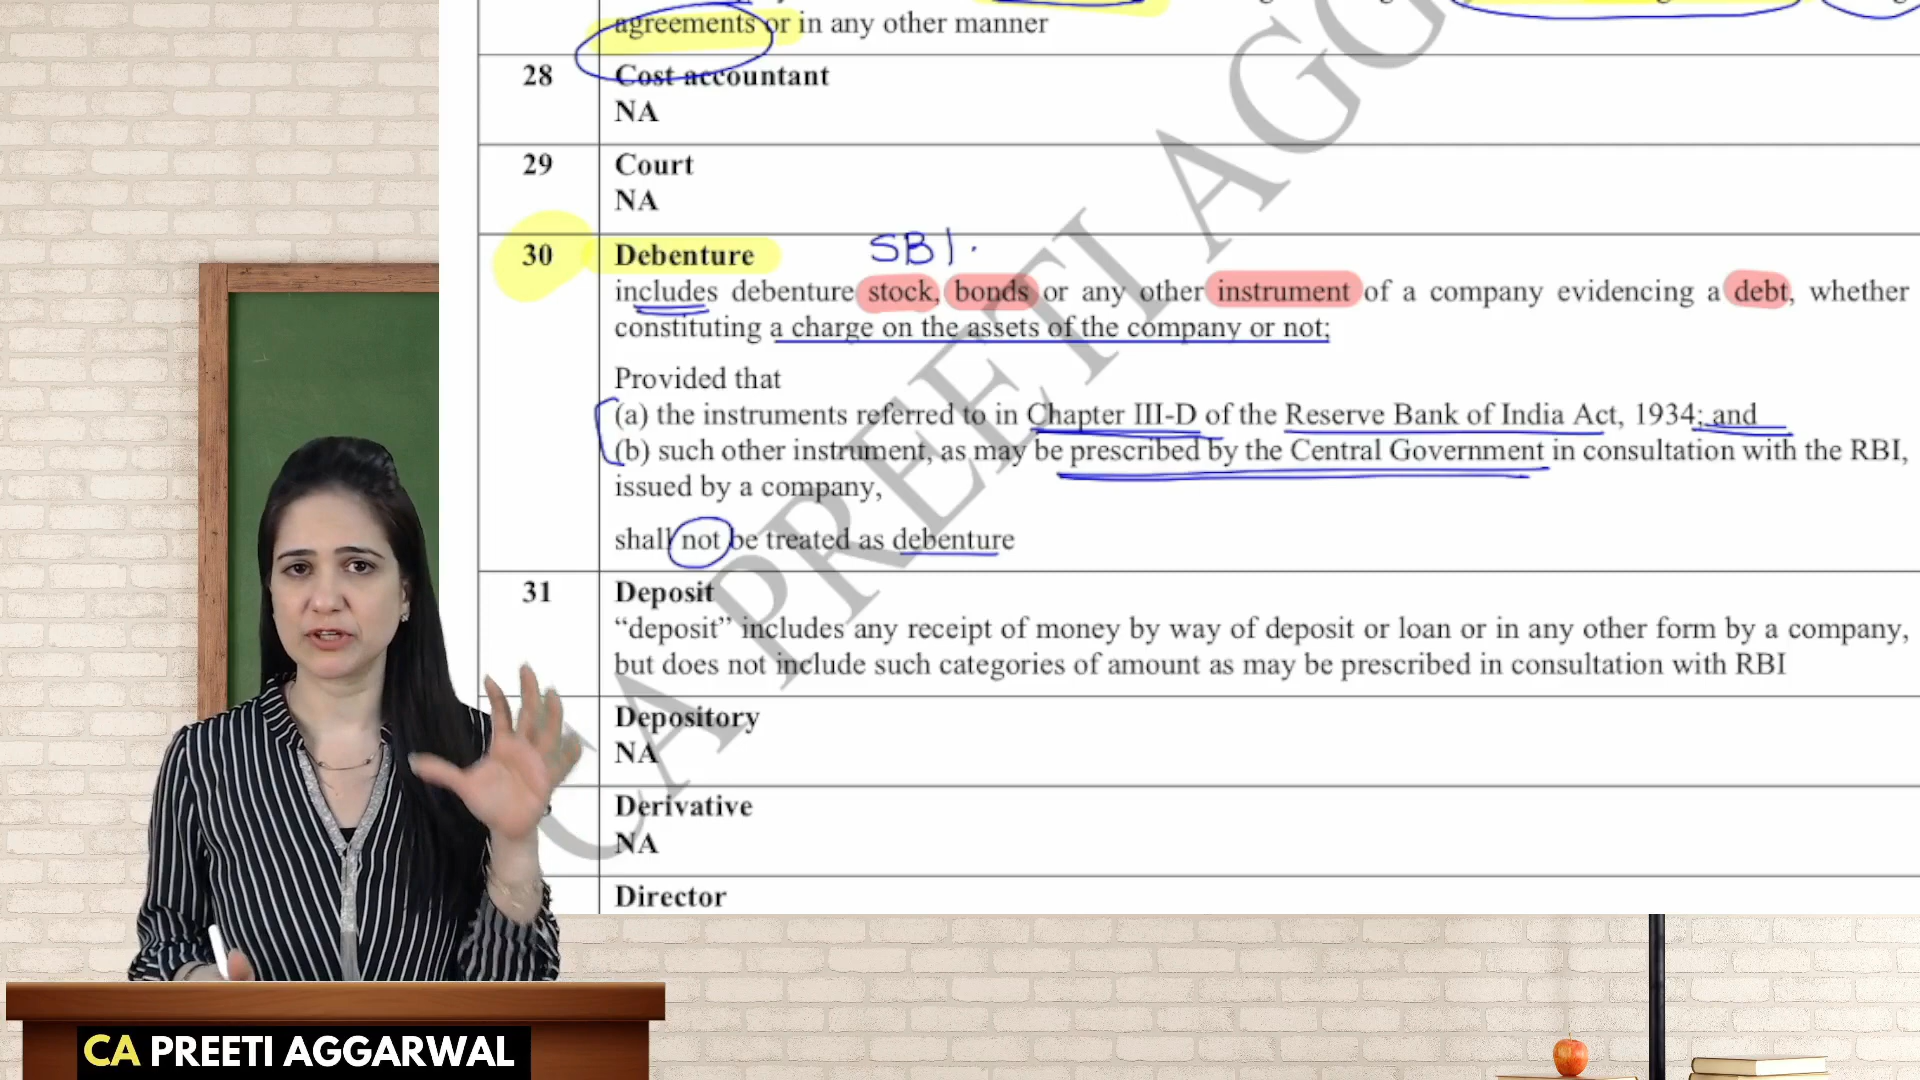 agreements or in any other manner
28 Cost accountant
NA
29 Court
NA
30 Debenture SBI.
includes debenture stock, bonds or any other instrument of a company evidencing a debt, whether
constituting a charge on the assets of the company or not;
Provided that
(a) the instruments referred to in Chapter III-D of the Reserve Bank of India Act, 1934; and
(b) such other instrument, as may be prescribed by the Central Government in consultation with the RBI,
issued by a company,
shall not be treated as debenture
31 Deposit
“deposit” includes any receipt of money by way of deposit or loan or in any other form by a company,
but does not include such categories of amount as may be prescribed in consultation with RBI
Depository
NA
Derivative
NA
Director
CA PREETI AGG
CA PREETI AGGARWAL